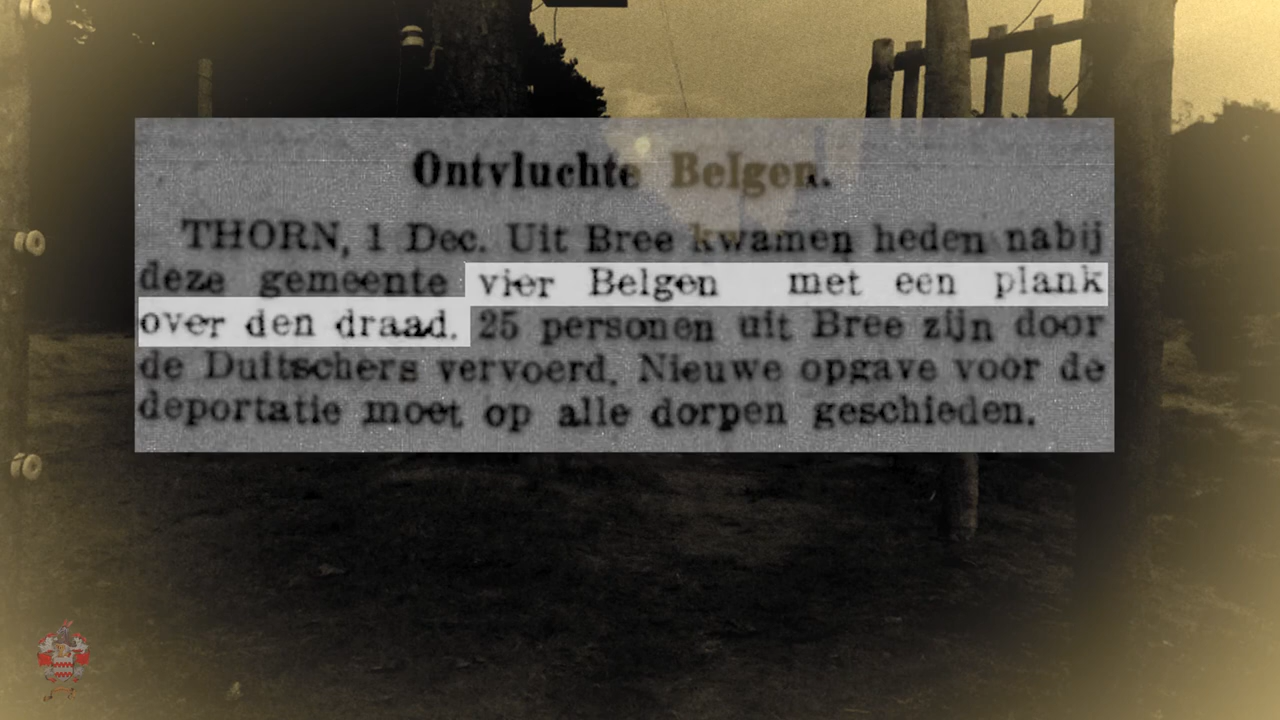 Ontvluchte Belgen.
THORN, 1 Dec. Uit Bree kwamen heden nabij
deze gemeente vier Belgen met een plank
over den draad. 25 personen uit Bree zijn door
de Duitschers vervoerd. Nieuwe opgave voor de
deportatie moet op alle dorpen geschieden.